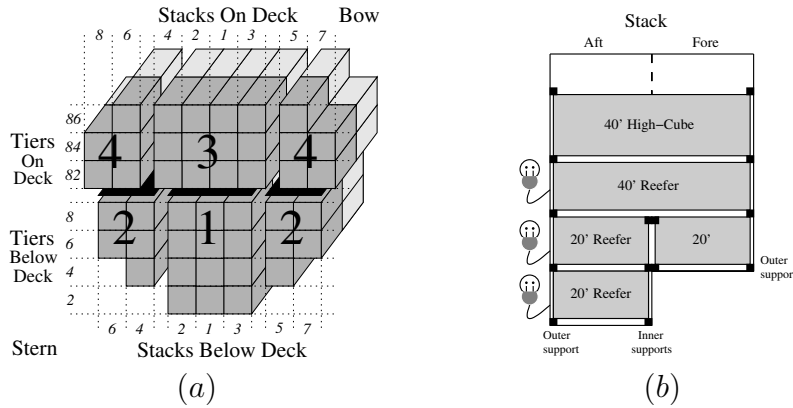 Stacks On Deck
Bow
8 6 4 2 1 3 5 7
86
84
82
Tiers
On
Deck
4 3 4
2 1 2
8
6
4
2
Tiers
Below
Deck
6 4 2 1 3 5 7
Stern
Stacks Below Deck
(a)
Stack
Aft Fore
40' High-Cube
40' Reefer
20' Reefer 20'
20' Reefer
Outer
suppor
Outer
support
Inner
supports
(b)